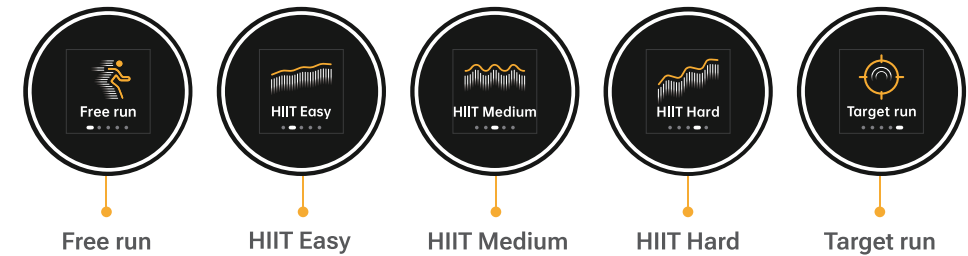 Free run
HIIT Easy
HIIT Medium
HIIT Hard
Target run
Free run
HIIT Easy
HIIT Medium
HIIT Hard
Target run